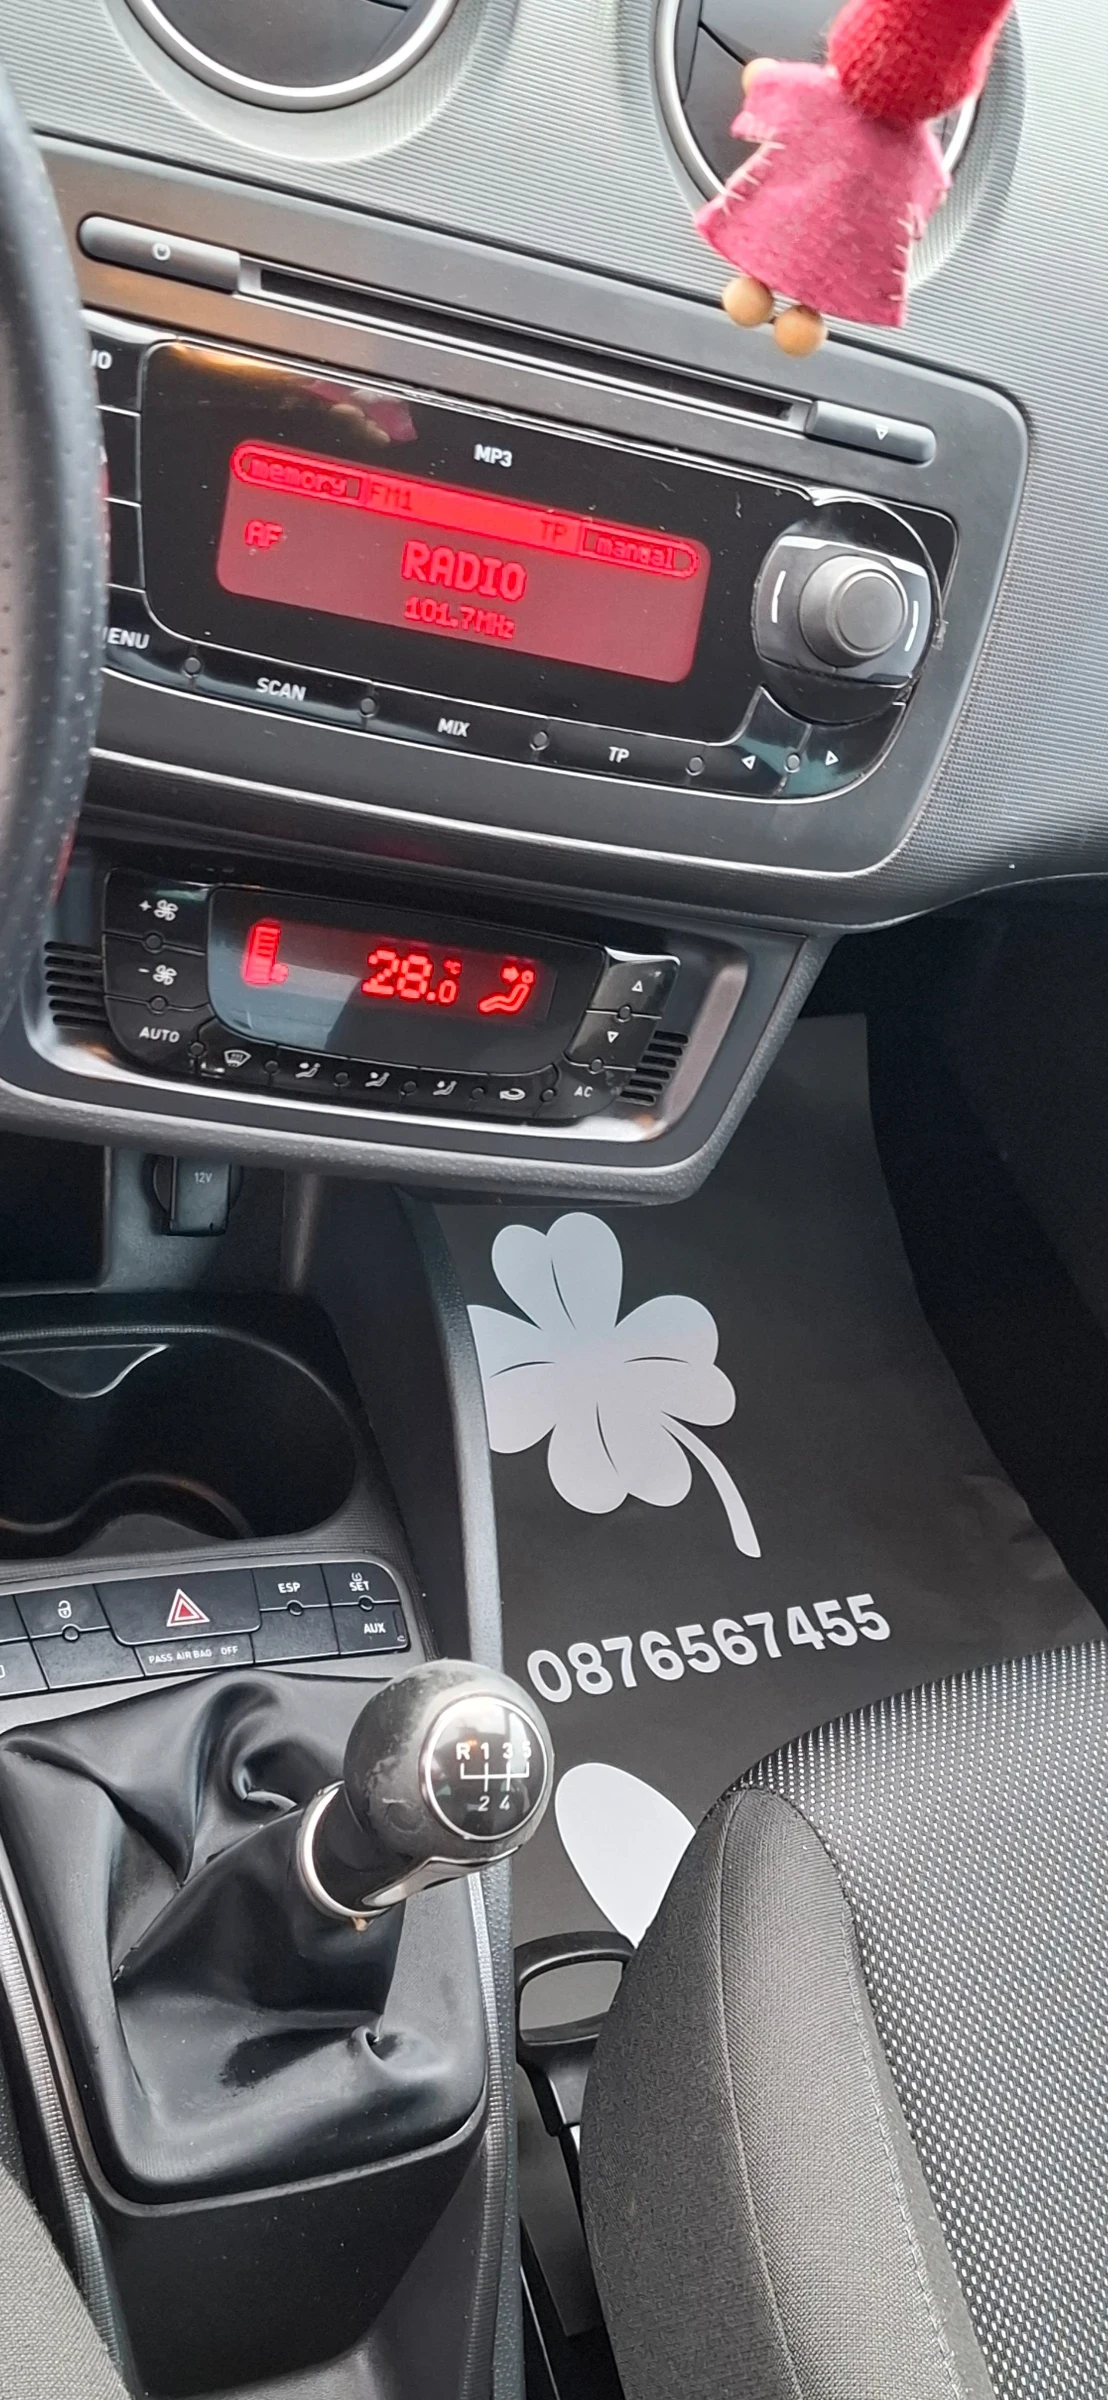 MP3
memory FM1 TP manual
AF
RADIO
101.7MHz
SCAN MIX TP
28.0 °C
AUTO
AC
12V
0876567455
ESP SET
AUX
PASS AIR BAG OFF
R 1 3 5
2 4